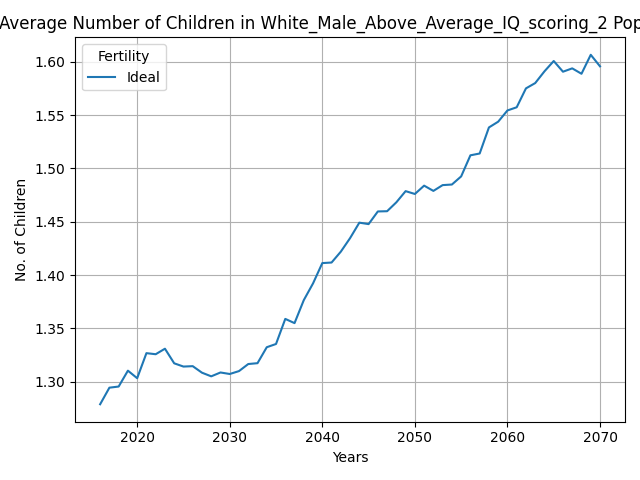 Average Number of Children in White_Male_Above_Average_IQ_scoring_2 Pop
Fertility
Ideal
No. of Children
1.60
1.55
1.50
1.45
1.40
1.35
1.30
2020 2030 2040 2050 2060 2070
Years